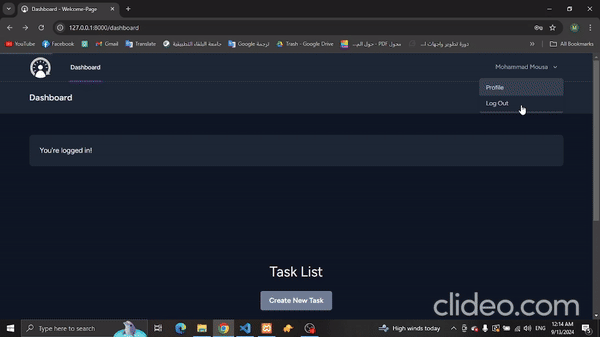 Dashboard - Welcome-Page
127.0.0.1:8000/dashboard
M
YouTube
Facebook
Gmail
Translate
جامعة البلقاء التطبيقية
Google ترجمة
Trash - Google Drive
محول PDF - حول المـ...
دورة لتطوير واجهات ا...
All Bookmarks
Dashboard
Mohammad Mousa
Profile
Log Out
Dashboard
You're logged in!
Task List
Create New Task
clideo.com
Type here to search
High winds today
ENG
12:14 AM
9/13/2024